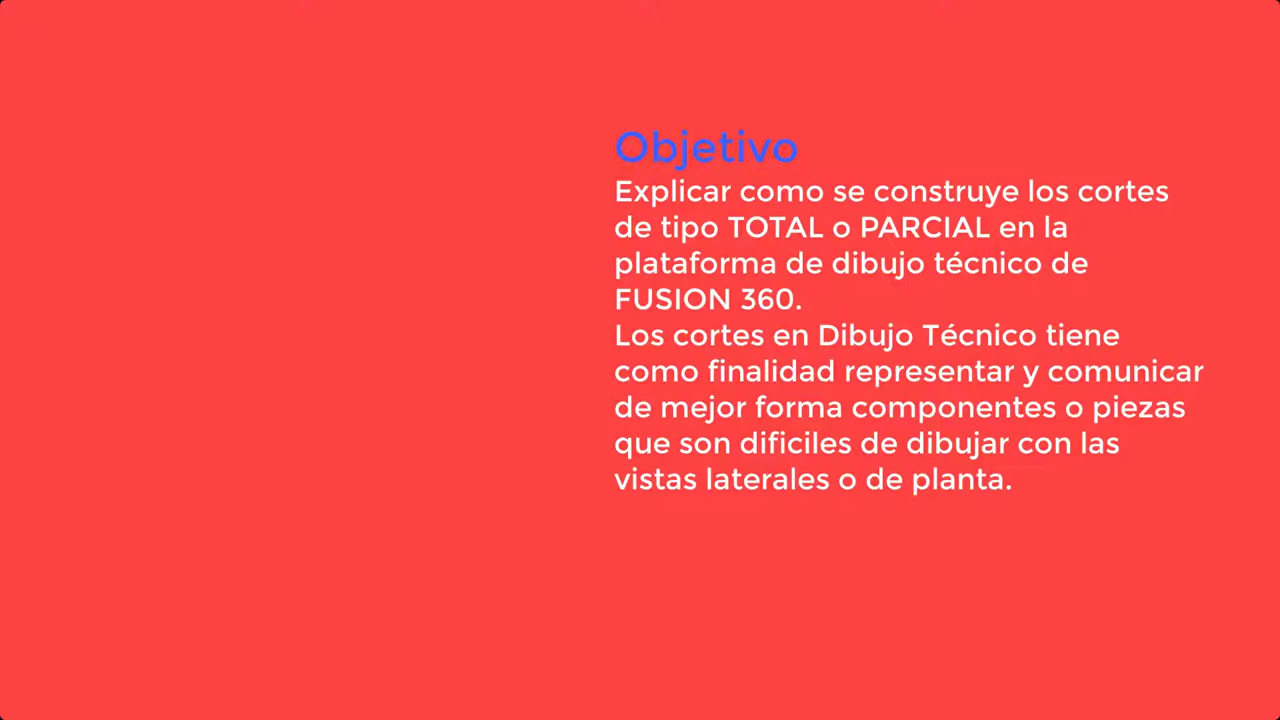 Objetivo
Explicar como se construye los cortes
de tipo TOTAL o PARCIAL en la
plataforma de dibujo técnico de
FUSION 360.
Los cortes en Dibujo Técnico tiene
como finalidad representar y comunicar
de mejor forma componentes o piezas
que son dificiles de dibujar con las
vistas laterales o de planta.